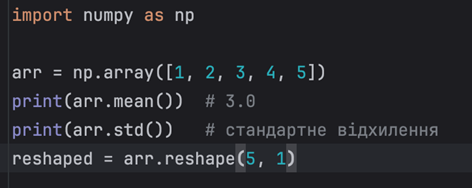 import numpy as np
arr = np.array([1, 2, 3, 4, 5])
print(arr.mean())  # 3.0
print(arr.std())   # стандартне відхилення
reshaped = arr.reshape(5, 1)